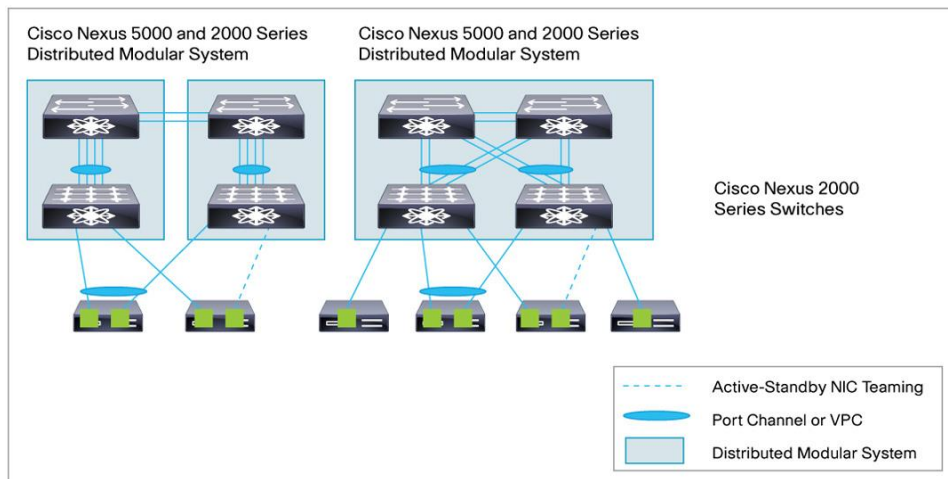 Cisco Nexus 5000 and 2000 Series
Distributed Modular System
Cisco Nexus 5000 and 2000 Series
Distributed Modular System
Cisco Nexus 2000
Series Switches
Active-Standby NIC Teaming
Port Channel or VPC
Distributed Modular System